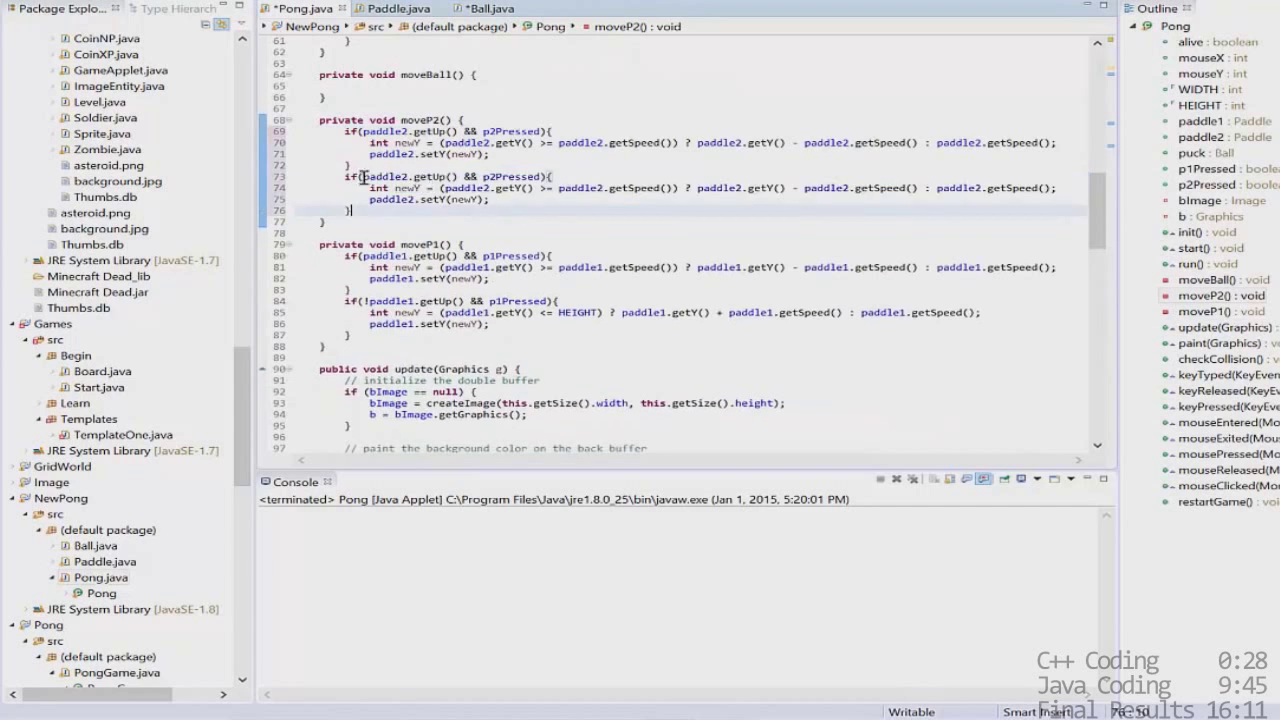 Package Explo...
Type Hierarch
CoinNP.java
CoinXP.java
GameApplet.java
ImageEntity.java
Level.java
Soldier.java
Sprite.java
Zombie.java
asteroid.png
background.jpg
Thumbs.db
asteroid.png
background.jpg
Thumbs.db
JRE System Library [JavaSE-1.7]
Minecraft Dead_lib
Minecraft Dead.jar
Thumbs.db
Games
src
Begin
Board.java
Start.java
Learn
Templates
TemplateOne.java
JRE System Library [JavaSE-1.7]
GridWorld
Image
NewPong
src
(default package)
Ball.java
Paddle.java
Pong.java
Pong
JRE System Library [JavaSE-1.8]
Pong
src
(default package)
PongGame.java
*Pong.java
Paddle.java
*Ball.java
NewPong src (default package) Pong moveP2() : void
61 }
62 }
63
64 private void moveBall() {
65
66 }
67
68 private void moveP2() {
69 if(paddle2.getUp() && p2Pressed){
70 int newY = (paddle2.getY() >= paddle2.getSpeed()) ? paddle2.getY() - paddle2.getSpeed() : paddle2.getSpeed();
71 paddle2.setY(newY);
72 }
73 if(paddle2.getUp() && p2Pressed){
74 int newY = (paddle2.getY() >= paddle2.getSpeed()) ? paddle2.getY() - paddle2.getSpeed() : paddle2.getSpeed();
75 paddle2.setY(newY);
76 }
77 }
78
79 private void moveP1() {
80 if(paddle1.getUp() && p1Pressed){
81 int newY = (paddle1.getY() >= paddle1.getSpeed()) ? paddle1.getY() - paddle1.getSpeed() : paddle1.getSpeed();
82 paddle1.setY(newY);
83 }
84 if(!paddle1.getUp() && p1Pressed){
85 int newY = (paddle1.getY() <= HEIGHT) ? paddle1.getY() + paddle1.getSpeed() : paddle1.getSpeed();
86 paddle1.setY(newY);
87 }
88 }
89
90 public void update(Graphics g) {
91 // initialize the double buffer
92 if (bImage == null) {
93 bImage = createImage(this.getSize().width, this.getSize().height);
94 b = bImage.getGraphics();
95 }
96
97 // paint the background color on the back buffer
Console
<terminated> Pong [Java Applet] C:\Program Files\Java\jre1.8.0_25\bin\javaw.exe (Jan 1, 2015, 5:20:01 PM)
Outline
Pong
alive : boolean
mouseX : int
mouseY : int
WIDTH : int
HEIGHT : int
paddle1 : Paddle
paddle2 : Paddle
puck : Ball
p1Pressed : boolean
p2Pressed : boolean
bImage : Image
b : Graphics
init() : void
start() : void
run() : void
moveBall() : void
moveP2() : void
moveP1() : void
update(Graphics)
paint(Graphics) :
checkCollision() :
keyTyped(KeyEven
keyReleased(KeyE
keyPressed(KeyEv
mouseEntered(Mo
mouseExited(Mou
mousePressed(Mo
mouseReleased(M
mouseClicked(Mo
restartGame() : voi
C++ Coding 0:28
Java Coding 9:45
Final Results 16:11
Writable
Smart Insert